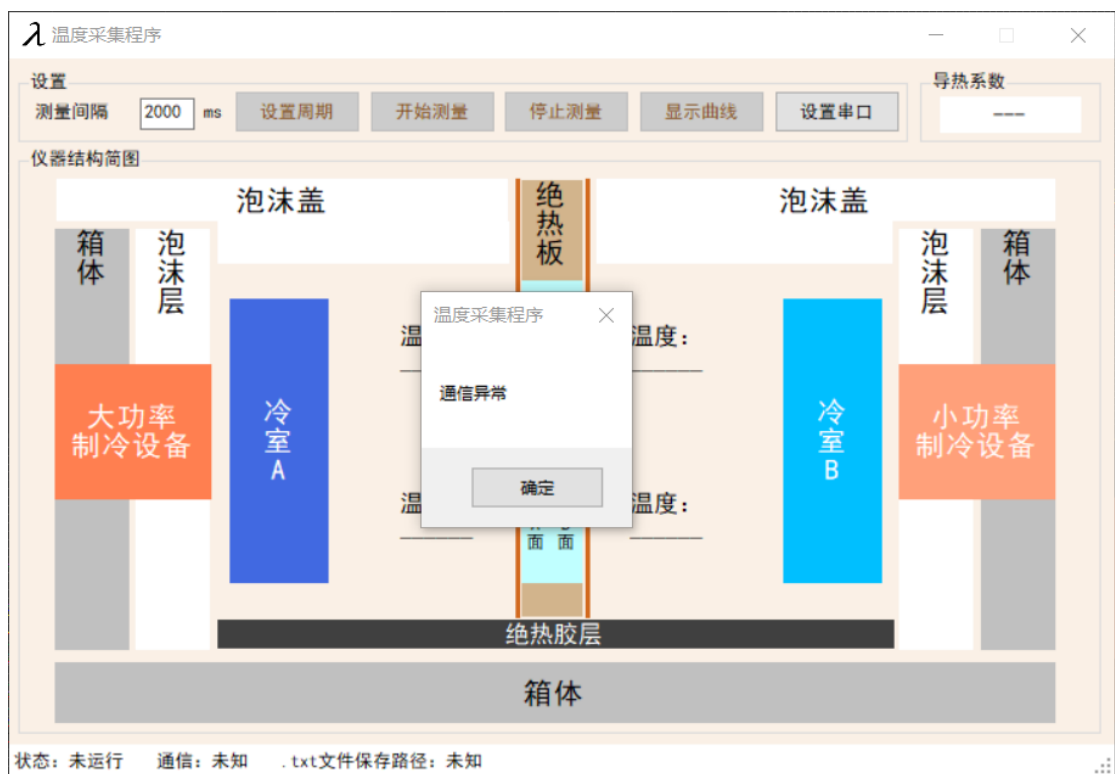 λ 温度采集程序
设置
测量间隔 2000 ms 设置周期 开始测量 停止测量 显示曲线 设置串口
导热系数
---
仪器结构简图
泡沫盖
绝热板
泡沫盖
箱体
泡沫层
泡沫层
箱体
温度采集程序
温
温度：
通信异常
大功率
制冷设备
冷室A
冷室B
小功率
制冷设备
确定
温
温度：
面 面
绝热胶层
箱体
状态：未运行 通信：未知 .txt文件保存路径：未知